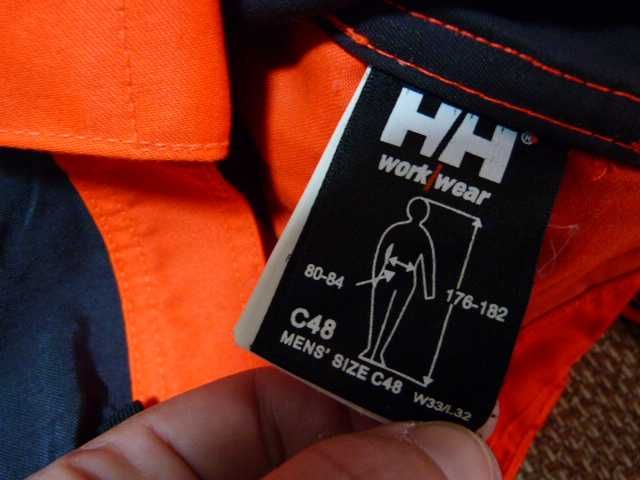 HH®
work/wear
80-84
176-182
C48
MENS' SIZE C48 W33/L32